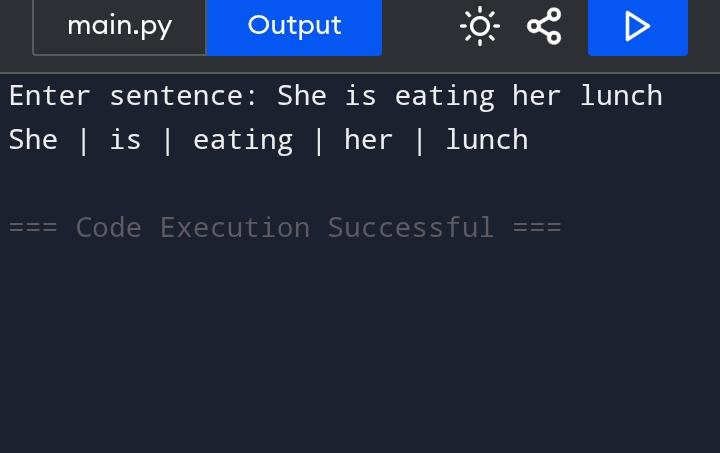 main.py Output
Enter sentence: She is eating her lunch
She | is | eating | her | lunch
=== Code Execution Successful ===